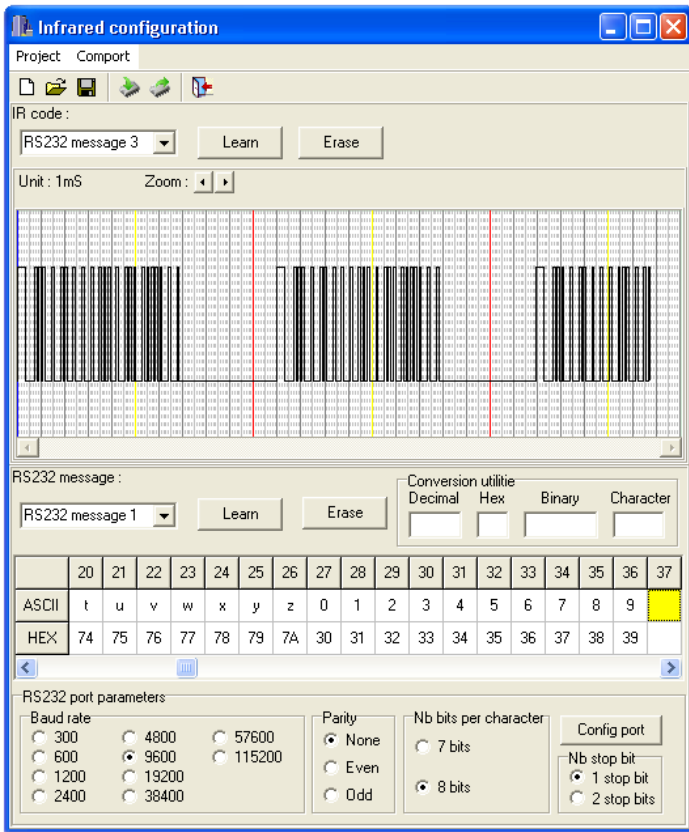 Infrared configuration
Project Comport
IR code :
RS232 message 3 Learn Erase
Unit : 1mS Zoom :
RS232 message :
RS232 message 1 Learn Erase
Conversion utilitie
Decimal Hex Binary Character
20 21 22 23 24 25 26 27 28 29 30 31 32 33 34 35 36 37
ASCII t u v w x y z 0 1 2 3 4 5 6 7 8 9
HEX 74 75 76 77 78 79 7A 30 31 32 33 34 35 36 37 38 39
RS232 port parameters
Baud rate
300 4800 57600
600 9600 115200
1200 19200
2400 38400
Parity
None
Even
Odd
Nb bits per character
7 bits
8 bits
Config port
Nb stop bit
1 stop bit
2 stop bits